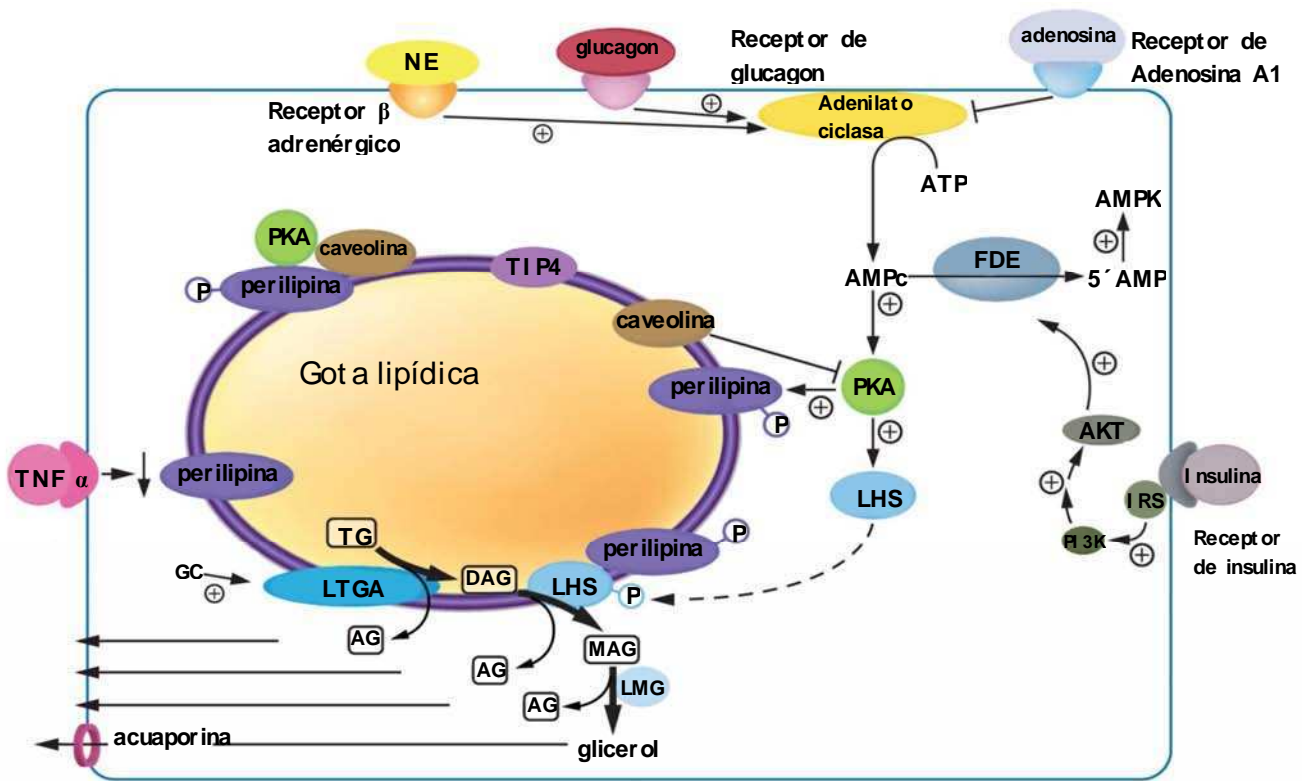 NE
glucagon
Receptor de
glucagon
adenosina
Receptor de
Adenosina A1
Receptor β
adrenérgico
Adenilato
ciclasa
ATP
AMPK
PKA
caveolina
perilipina
P
TIP4
AMPc
FDE
5´ AMP
caveolina
Gota lipídica
perilipina
P
PKA
AKT
TNF α
perilipina
LHS
Insulina
IRS
PI3K
Receptor
de insulina
TG
perilipina
P
GC
LTGA
DAG
LHS
P
AG
AG
MAG
LMG
AG
acuaporina
glicerol